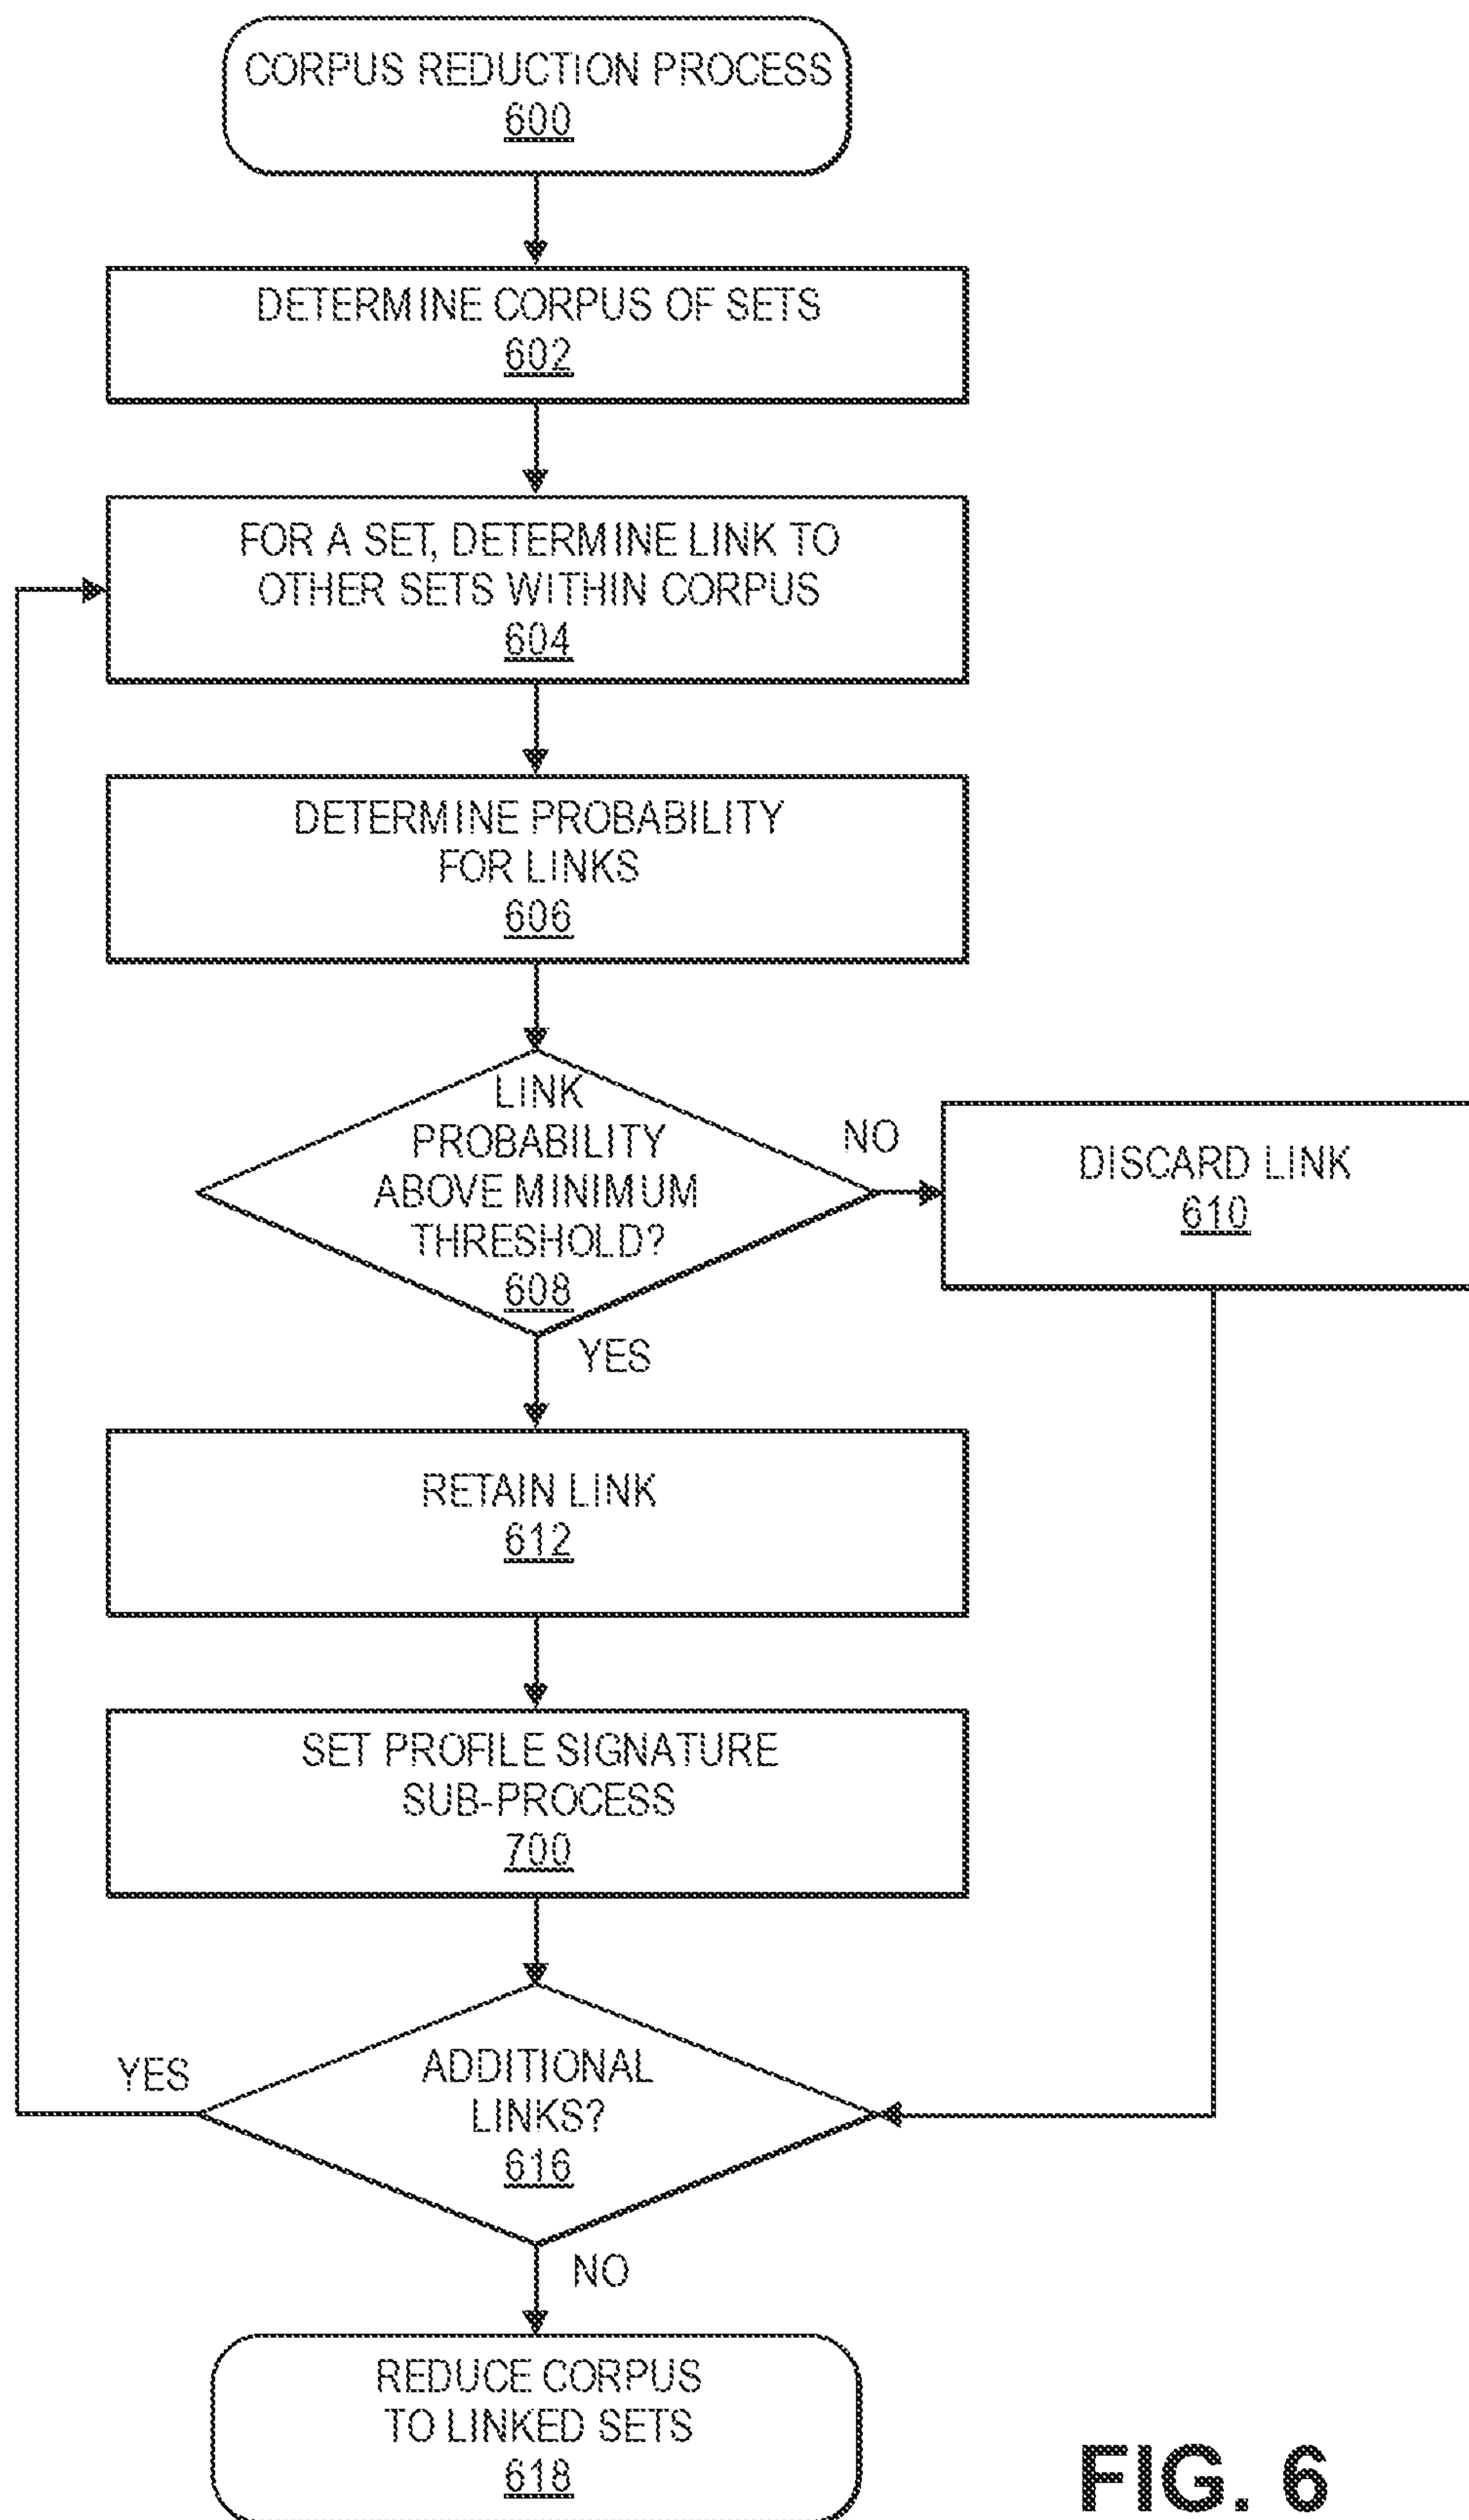 CORPUS REDUCTION PROCESS
600
DETERMINE CORPUS OF SETS
602
FOR A SET, DETERMINE LINK TO
OTHER SETS WITHIN CORPUS
604
DETERMINE PROBABILITY
FOR LINKS
606
LINK
PROBABILITY
ABOVE MINIMUM
THRESHOLD?
608
NO
DISCARD LINK
610
YES
RETAIN LINK
612
SET PROFILE SIGNATURE
SUB-PROCESS
700
YES
ADDITIONAL
LINKS?
616
NO
REDUCE CORPUS
TO LINKED SETS
618
FIG. 6